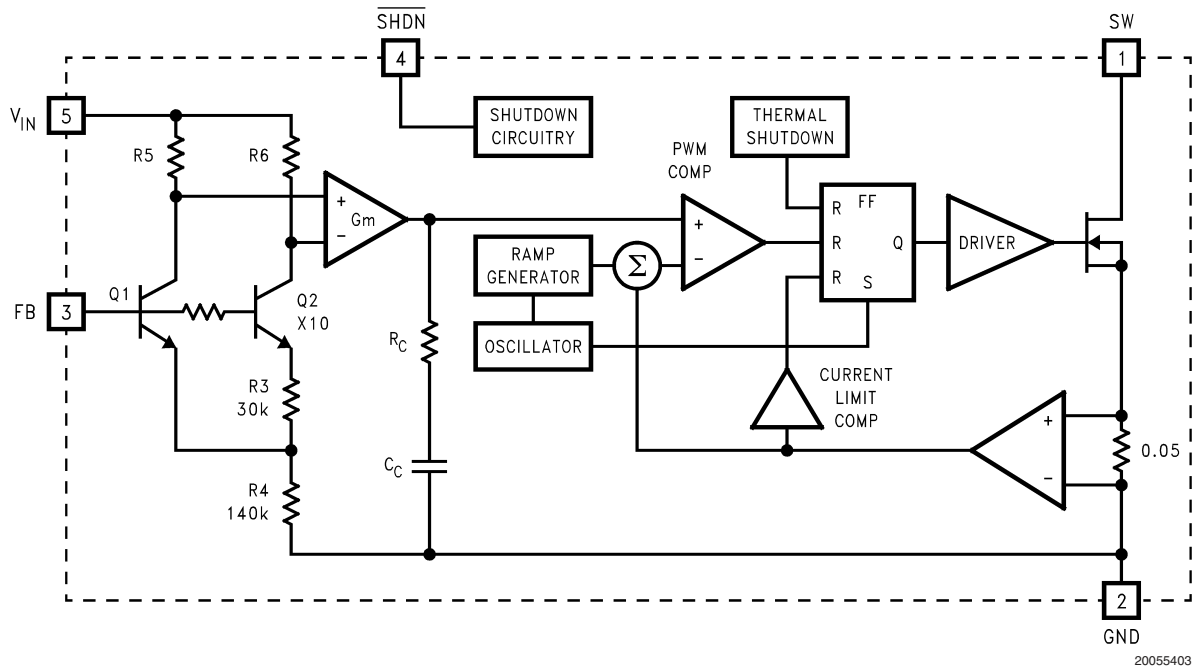 SHDN
SW
4
1
VIN
5
SHUTDOWN
CIRCUITRY
THERMAL
SHUTDOWN
R5
R6
PWM
COMP
+
Gm
−
R
FF
R
Q
R
S
+
−
DRIVER
RAMP
GENERATOR
Σ
OSCILLATOR
FB
3
Q1
Q2
X10
RC
R3
30k
CURRENT
LIMIT
COMP
+
−
0.05
CC
R4
140k
2
GND
20055403